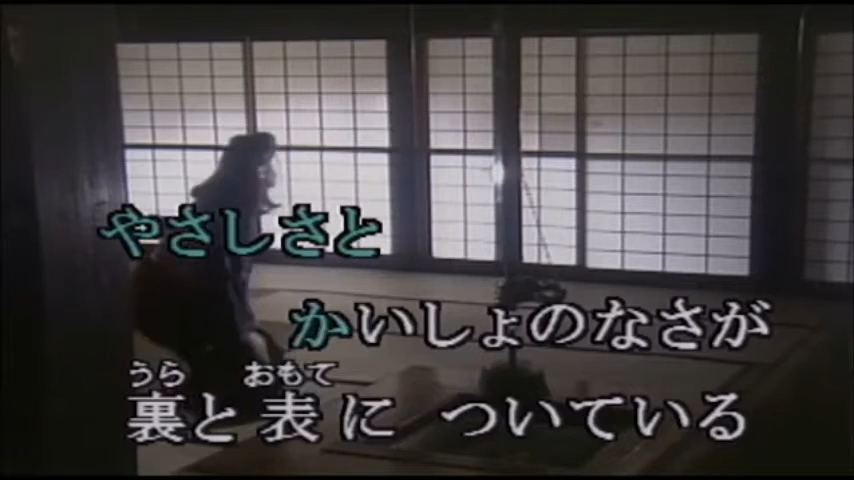 やさしさと
かいしょのなさが
うら おもて
裏と表に ついている